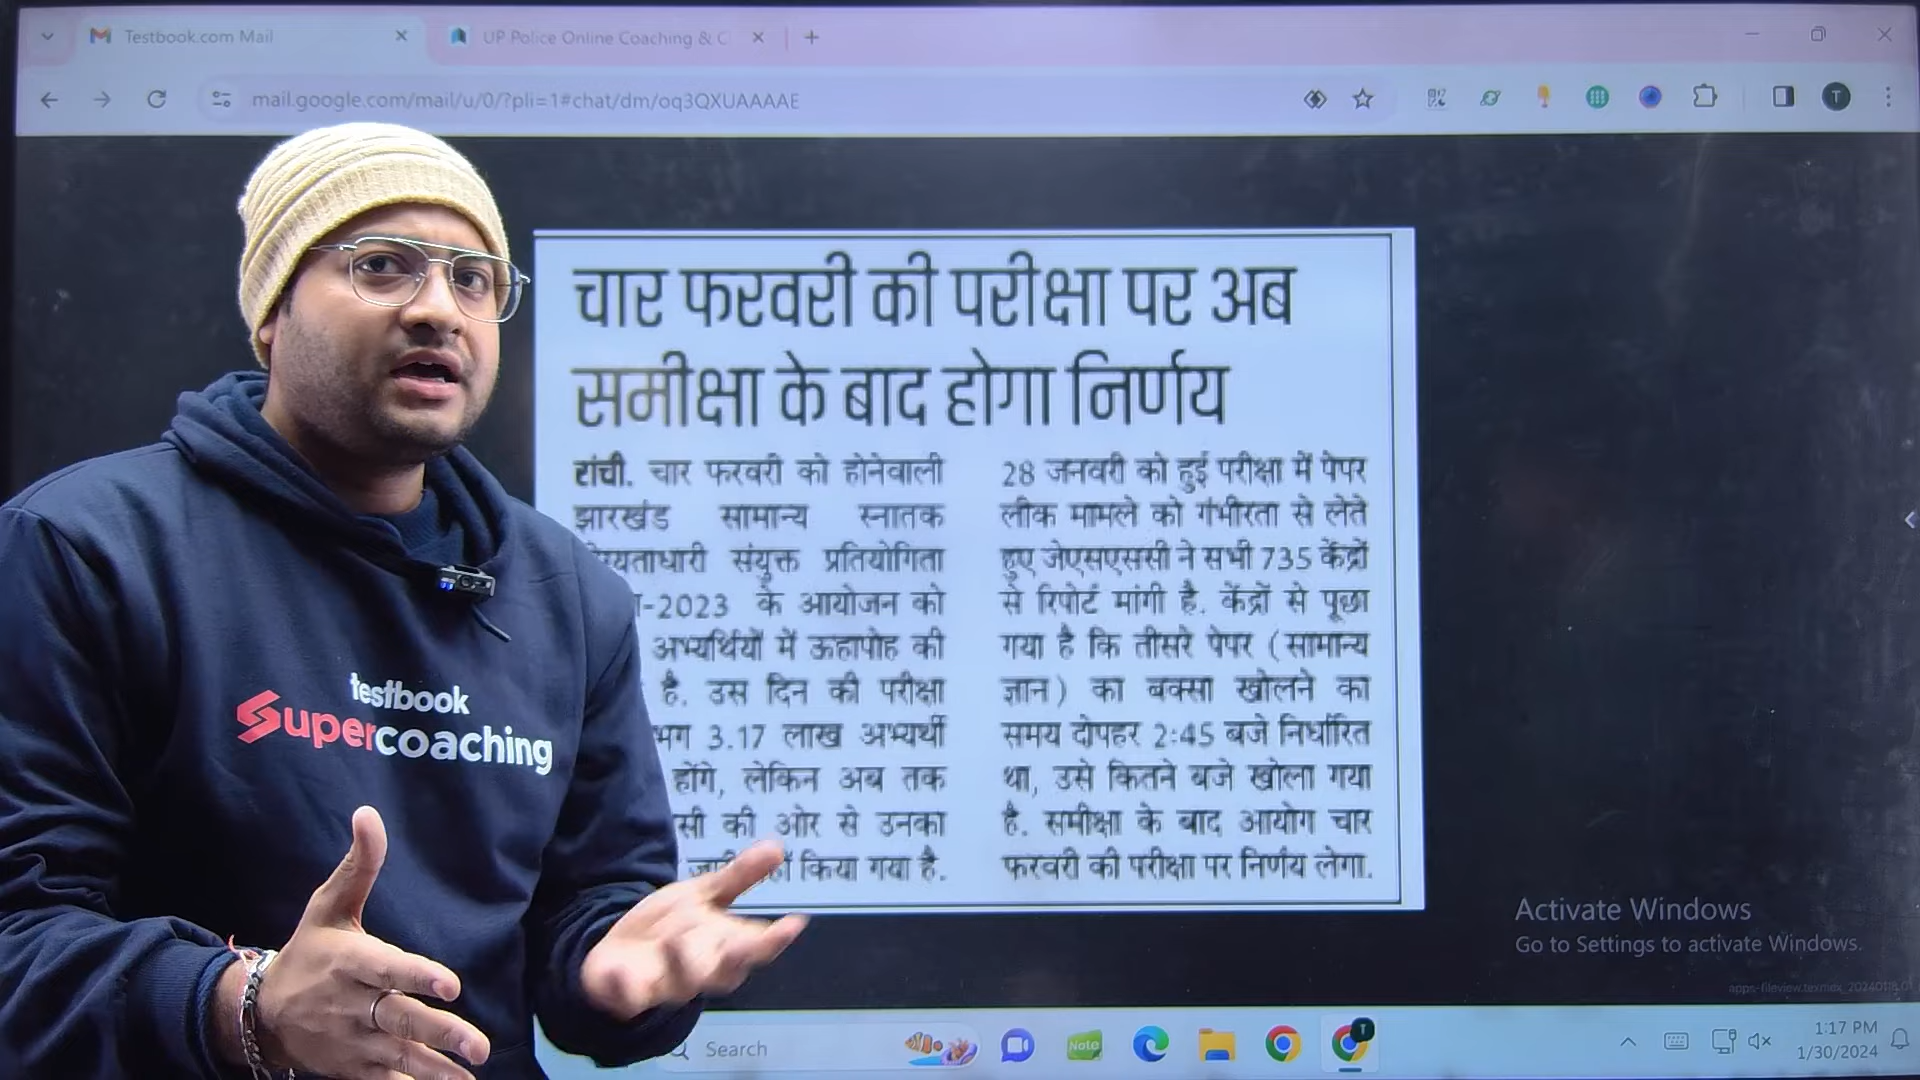 Testbook.com Mail
UP Police Online Coaching & C
mail.google.com/mail/u/0/?pli=1#chat/dm/oq3QXUAAAAE
चार फरवरी की परीक्षा पर अब
समीक्षा के बाद होगा निर्णय
रांची. चार फरवरी को होनेवाली
झारखंड सामान्य स्नातक
संयुक्त प्रतियोगिता
-2023 के आयोजन को
अभ्यर्थियों में ऊहापोह की
है. उस दिन की परीक्षा
3.17 लाख अभ्यर्थी
होंगे, लेकिन अब तक
की ओर से उनका
किया गया है.
28 जनवरी को हुई परीक्षा में पेपर
लीक मामले को गंभीरता से लेते
हुए जेएसएससी ने सभी 735 केंद्रों
से रिपोर्ट मांगी है. केंद्रों से पूछा
गया है कि तीसरे पेपर (सामान्य
ज्ञान) का बक्सा खोलने का
समय दोपहर 2:45 बजे निर्धारित
था, उसे कितने बजे खोला गया
है. समीक्षा के बाद आयोग चार
फरवरी की परीक्षा पर निर्णय लेगा.
testbook
Supercoaching
Activate Windows
Go to Settings to activate Windows.
Search
Note
T
T
1:17 PM
1/30/2024